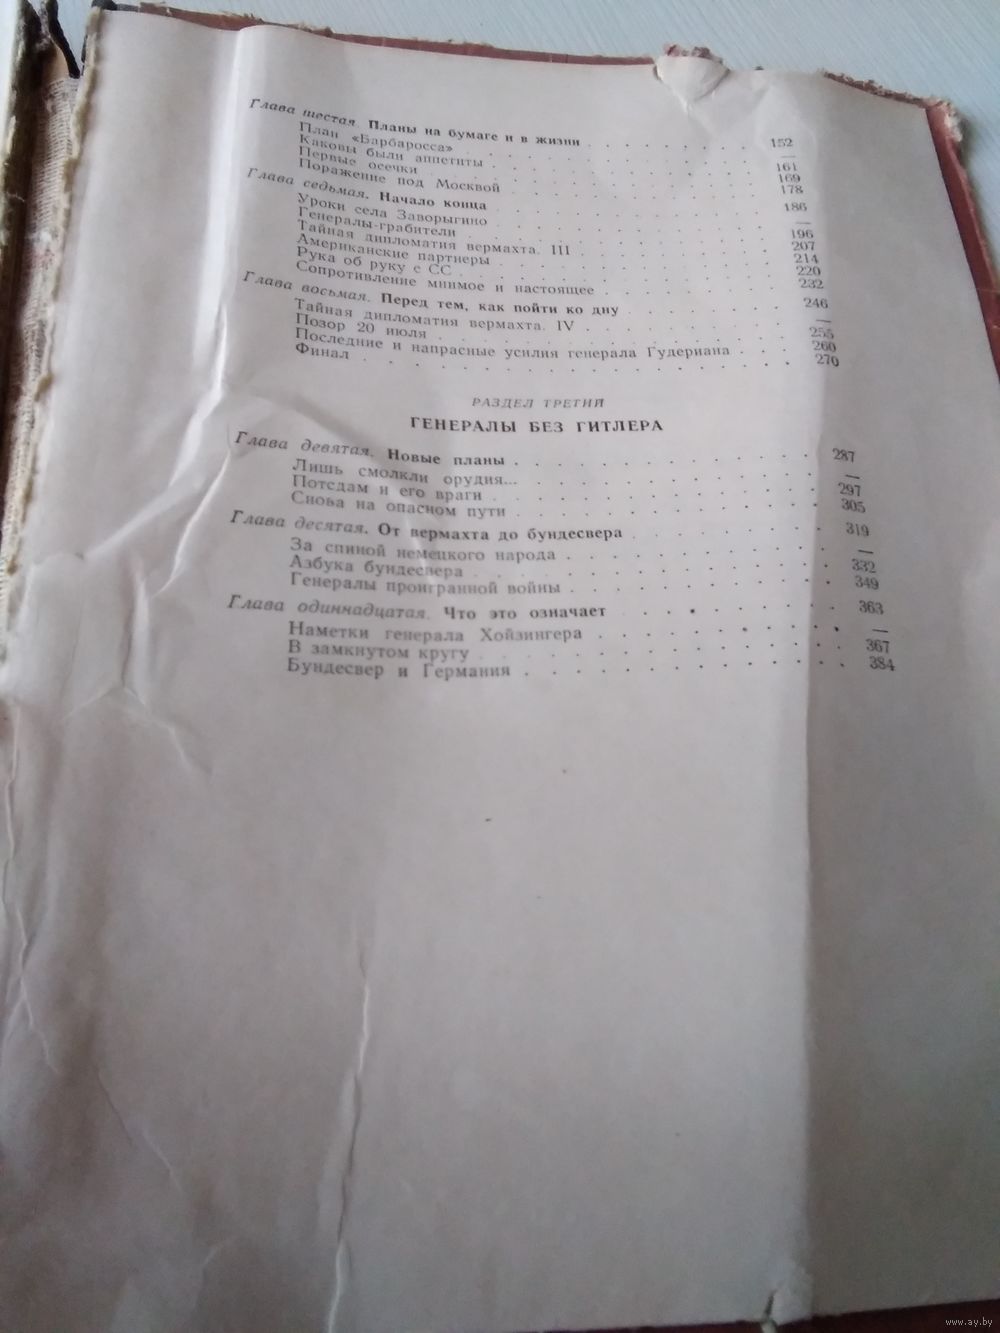 Глава шестая. Планы на бумаге и в жизни . . . . . . . . 152
План «Барбаросса» . . . . . . . . . . —
Каковы были аппетиты . . . . . . . . . . 161
Первые осечки . . . . . . . . . . 169
Поражение под Москвой . . . . . . . . . . 178
Глава седьмая. Начало конца . . . . . . . . . . 186
Уроки села Заворыгино . . . . . . . . . . —
Генералы-грабители . . . . . . . . . . 196
Тайная дипломатия вермахта. III . . . . . . . . 207
Американские партнеры . . . . . . . . . . 214
Рука об руку с СС . . . . . . . . . . 220
Сопротивление мнимое и настоящее . . . . . . . . 232
Глава восьмая. Перед тем, как пойти ко дну . . . . . . . 246
Тайная дипломатия вермахта. IV . . . . . . . . —
Позор 20 июля . . . . . . . . . . 255
Последние и напрасные усилия генерала Гудериана . . . 260
Финал . . . . . . . . . . 270
РАЗДЕЛ ТРЕТИЙ
ГЕНЕРАЛЫ БЕЗ ГИТЛЕРА
Глава девятая. Новые планы . . . . . . . . . . 287
Лишь смолкли орудия... . . . . . . . . . . —
Потсдам и его враги . . . . . . . . . . 297
Снова на опасном пути . . . . . . . . . . 305
Глава десятая. От вермахта до бундесвера . . . . . . . 319
За спиной немецкого народа . . . . . . . . . —
Азбука бундесвера . . . . . . . . . . 332
Генералы проигранной войны . . . . . . . . . 349
Глава одиннадцатая. Что это означает . . . . . . . . 363
Наметки генерала Хойзингера . . . . . . . . —
В замкнутом кругу . . . . . . . . . . 367
Бундесвер и Германия . . . . . . . . . . 384
www.ay.by